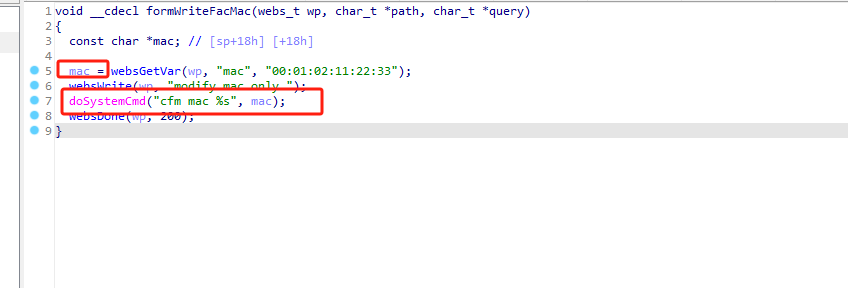 1 void __cdecl formWriteFacMac(webs_t wp, char_t *path, char_t *query)
2 {
3 const char *mac; // [sp+18h] [+18h]
4
5 mac = websGetVar(wp, "mac", "00:01:02:11:22:33");
6 websWrite(wp, "modify mac only.");
7 doSystemCmd("cfm mac %s", mac);
8 websDone(wp, 200);
9 }